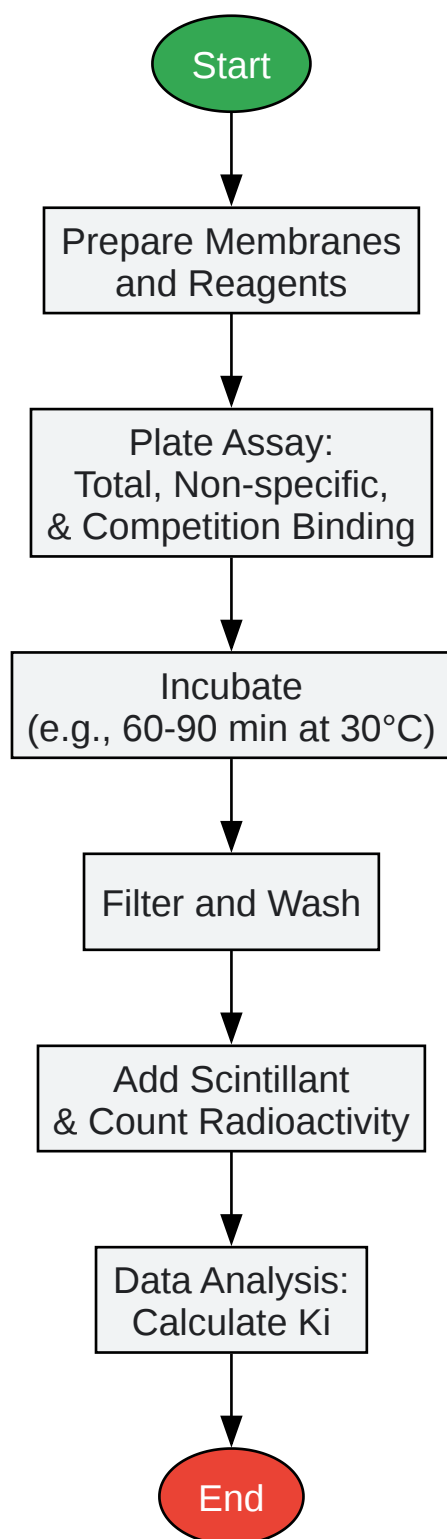 Start
Prepare Membranes
and Reagents
Plate Assay:
Total, Non-specific,
& Competition Binding
Incubate
(e.g., 60-90 min at 30°C)
Filter and Wash
Add Scintillant
& Count Radioactivity
Data Analysis:
Calculate Ki
End